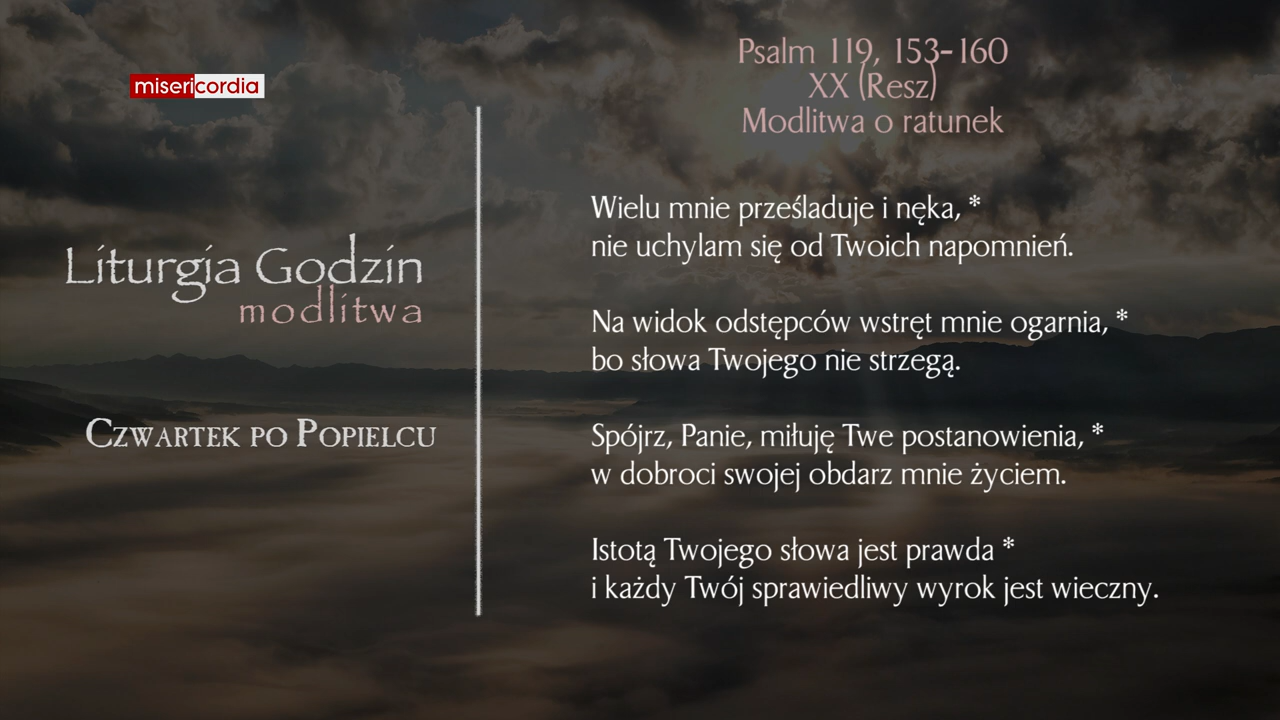 misericordia
Liturgia Godzin
modlitwa
Czwartek po Popielcu
Psalm 119, 153-160
XX (Resz)
Modlitwa o ratunek
Wielu mnie prześladuje i nęka, *
nie uchylam się od Twoich napomnień.
Na widok odstępców wstręt mnie ogarnia, *
bo słowa Twojego nie strzegą.
Spójrz, Panie, miłuję Twe postanowienia, *
w dobroci swojej obdarz mnie życiem.
Istotą Twojego słowa jest prawda *
i każdy Twój sprawiedliwy wyrok jest wieczny.